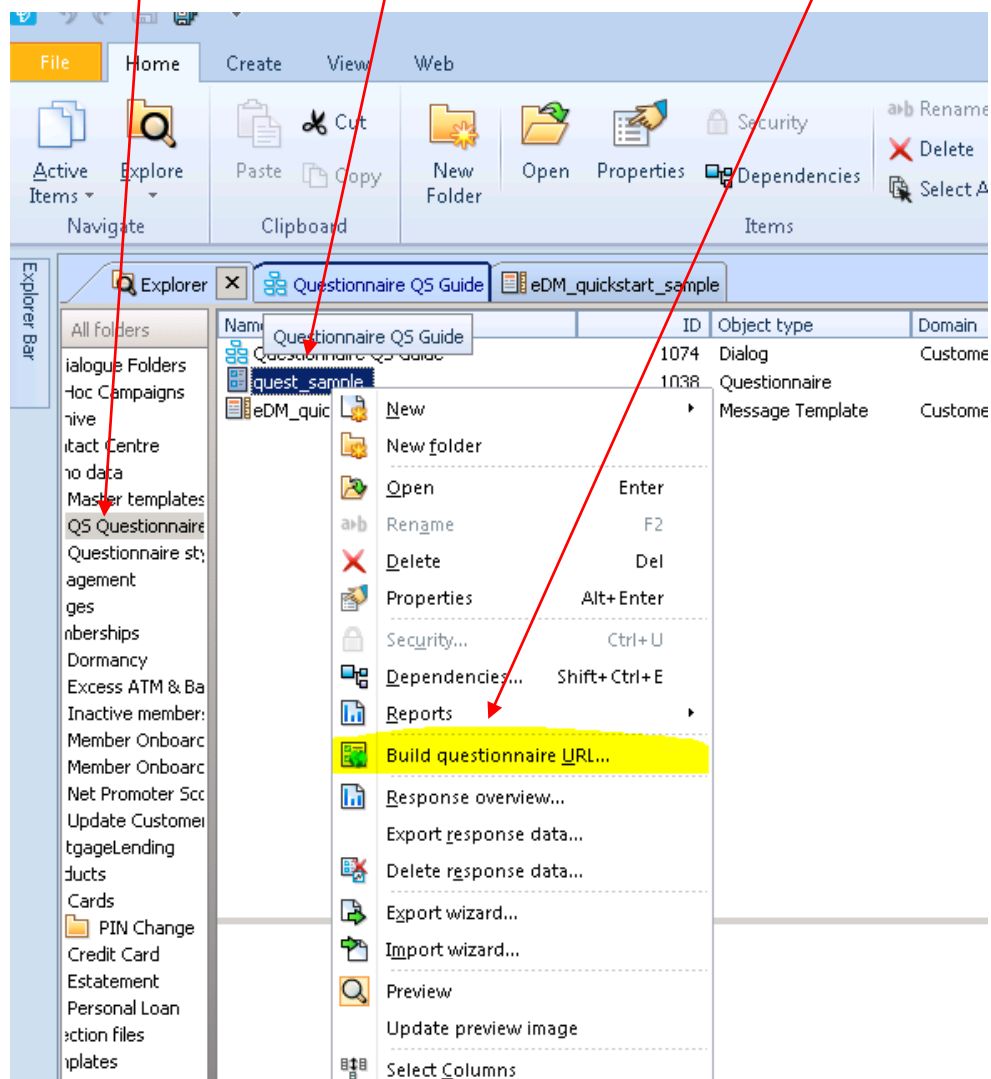 File Home Create View Web
Cut
Paste Copy
Active Items
Explore
New Folder
Open
Properties
Security
Dependencies
Rename
Delete
Select A
Navigate Clipboard Items
Explorer Bar
Explorer Questionnaire QS Guide eDM_quickstart_sample
All folders
Name ID Object type Domain
Questionnaire QS Guide
Questionnaire QS Guide 1074 Dialog Custome
quest_sample 1038 Questionnaire
eDM_quic Message Template Custome
ialogue Folders
Hoc Campaigns
hive
ntact Centre
no data
Master templates
QS Questionnaire
Questionnaire sty
agement
ges
nberships
Dormancy
Excess ATM & Ba
Inactive member
Member Onboarc
Member Onboarc
Net Promoter Sco
Update Customer
tgageLending
ducts
Cards
PIN Change
Credit Card
Estatement
Personal Loan
ection files
nplates
New
New folder
Open Enter
Rename F2
Delete Del
Properties Alt+Enter
Security... Ctrl+U
Dependencies... Shift+Ctrl+E
Reports
Build questionnaire URL...
Response overview...
Export response data...
Delete response data...
Export wizard...
Import wizard...
Preview
Update preview image
Select Columns